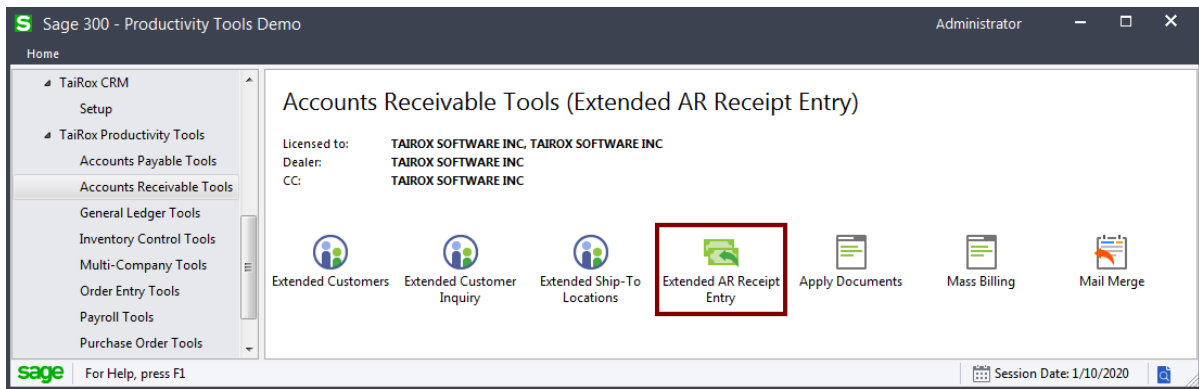 S Sage 300 - Productivity Tools Demo
Administrator
Home
TaiRox CRM
Setup
TaiRox Productivity Tools
Accounts Payable Tools
Accounts Receivable Tools
General Ledger Tools
Inventory Control Tools
Multi-Company Tools
Order Entry Tools
Payroll Tools
Purchase Order Tools
Accounts Receivable Tools (Extended AR Receipt Entry)
Licensed to: TAIROX SOFTWARE INC, TAIROX SOFTWARE INC
Dealer: TAIROX SOFTWARE INC
CC: TAIROX SOFTWARE INC
Extended Customers
Extended Customer
Inquiry
Extended Ship-To
Locations
Extended AR Receipt
Entry
Apply Documents
Mass Billing
Mail Merge
sage For Help, press F1
Session Date: 1/10/2020